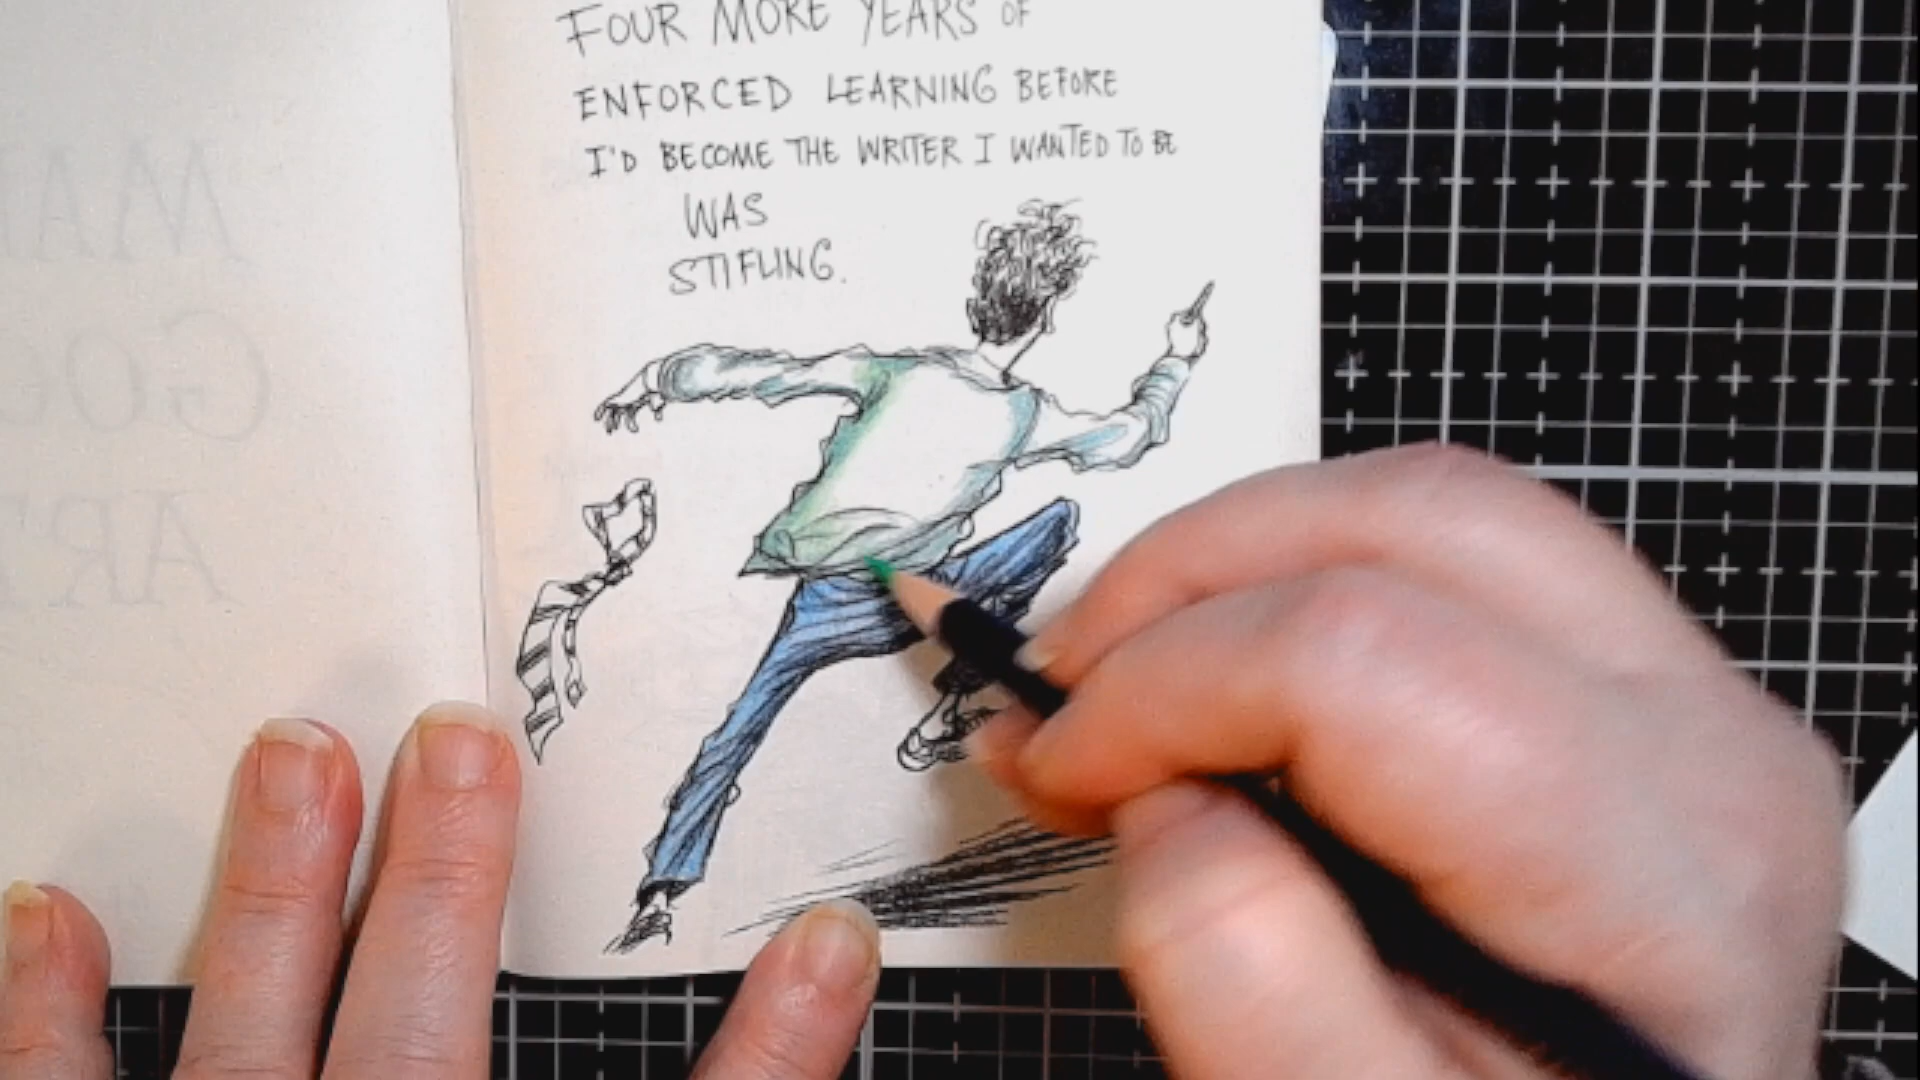 FOUR MORE YEARS OF
ENFORCED LEARNING BEFORE
I'D BECOME THE WRITER I WANTED TO BE
WAS
STIFLING.